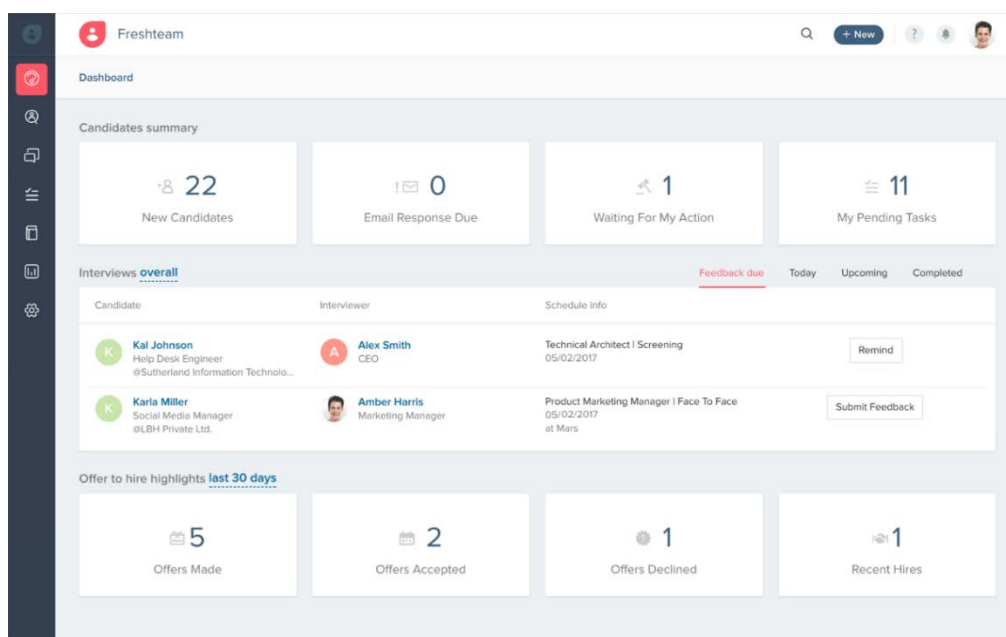 Freshteam
+ New
?
Dashboard
Candidates summary
22
New Candidates
0
Email Response Due
1
Waiting For My Action
11
My Pending Tasks
Interviews overall
Feedback due Today Upcoming Completed
Candidate Interviewer Schedule info
K
Kal Johnson
Help Desk Engineer
@Sutherland Information Technolo...
A
Alex Smith
CEO
Technical Architect | Screening
05/02/2017
Remind
K
Karla Miller
Social Media Manager
@LBH Private Ltd.
Amber Harris
Marketing Manager
Product Marketing Manager | Face To Face
05/02/2017
at Mars
Submit Feedback
Offer to hire highlights last 30 days
5
Offers Made
2
Offers Accepted
1
Offers Declined
1
Recent Hires